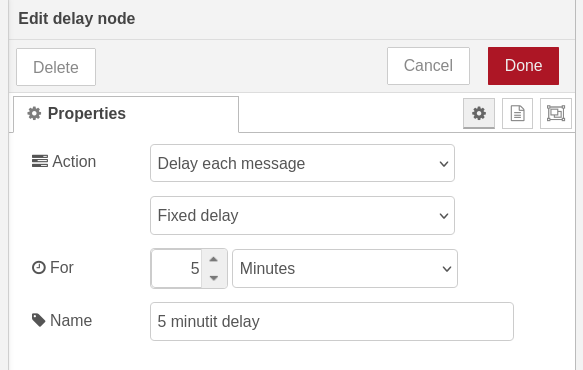 Edit delay node
Delete
Cancel
Done
Properties
Action
Delay each message
Fixed delay
For
5
Minutes
Name
5 minutit delay